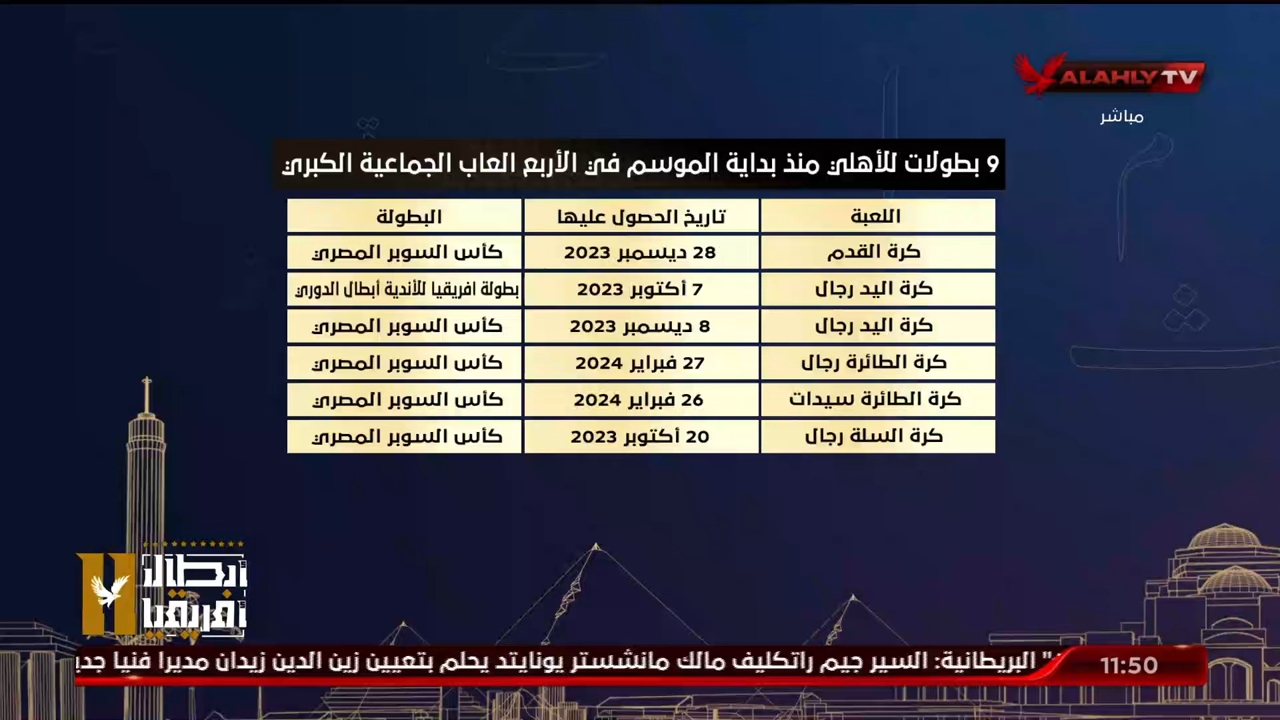 ALAHLY TV
مباشر
9 بطولات للأهلي منذ بداية الموسم في الأربع العاب الجماعية الكبري
اللعبة تاريخ الحصول عليها البطولة
كرة القدم 28 ديسمبر 2023 كأس السوبر المصري
كرة اليد رجال 7 أكتوبر 2023 بطولة افريقيا للأندية أبطال الدوري
كرة اليد رجال 8 ديسمبر 2023 كأس السوبر المصري
كرة الطائرة رجال 27 فبراير 2024 كأس السوبر المصري
كرة الطائرة سيدات 26 فبراير 2024 كأس السوبر المصري
كرة السلة رجال 20 أكتوبر 2023 كأس السوبر المصري
11 أبطال
أفريقيا
11:50 " البريطانية: السير جيم راتكليف مالك مانشستر يونايتد يحلم بتعيين زين الدين زيدان مديرا فنيا